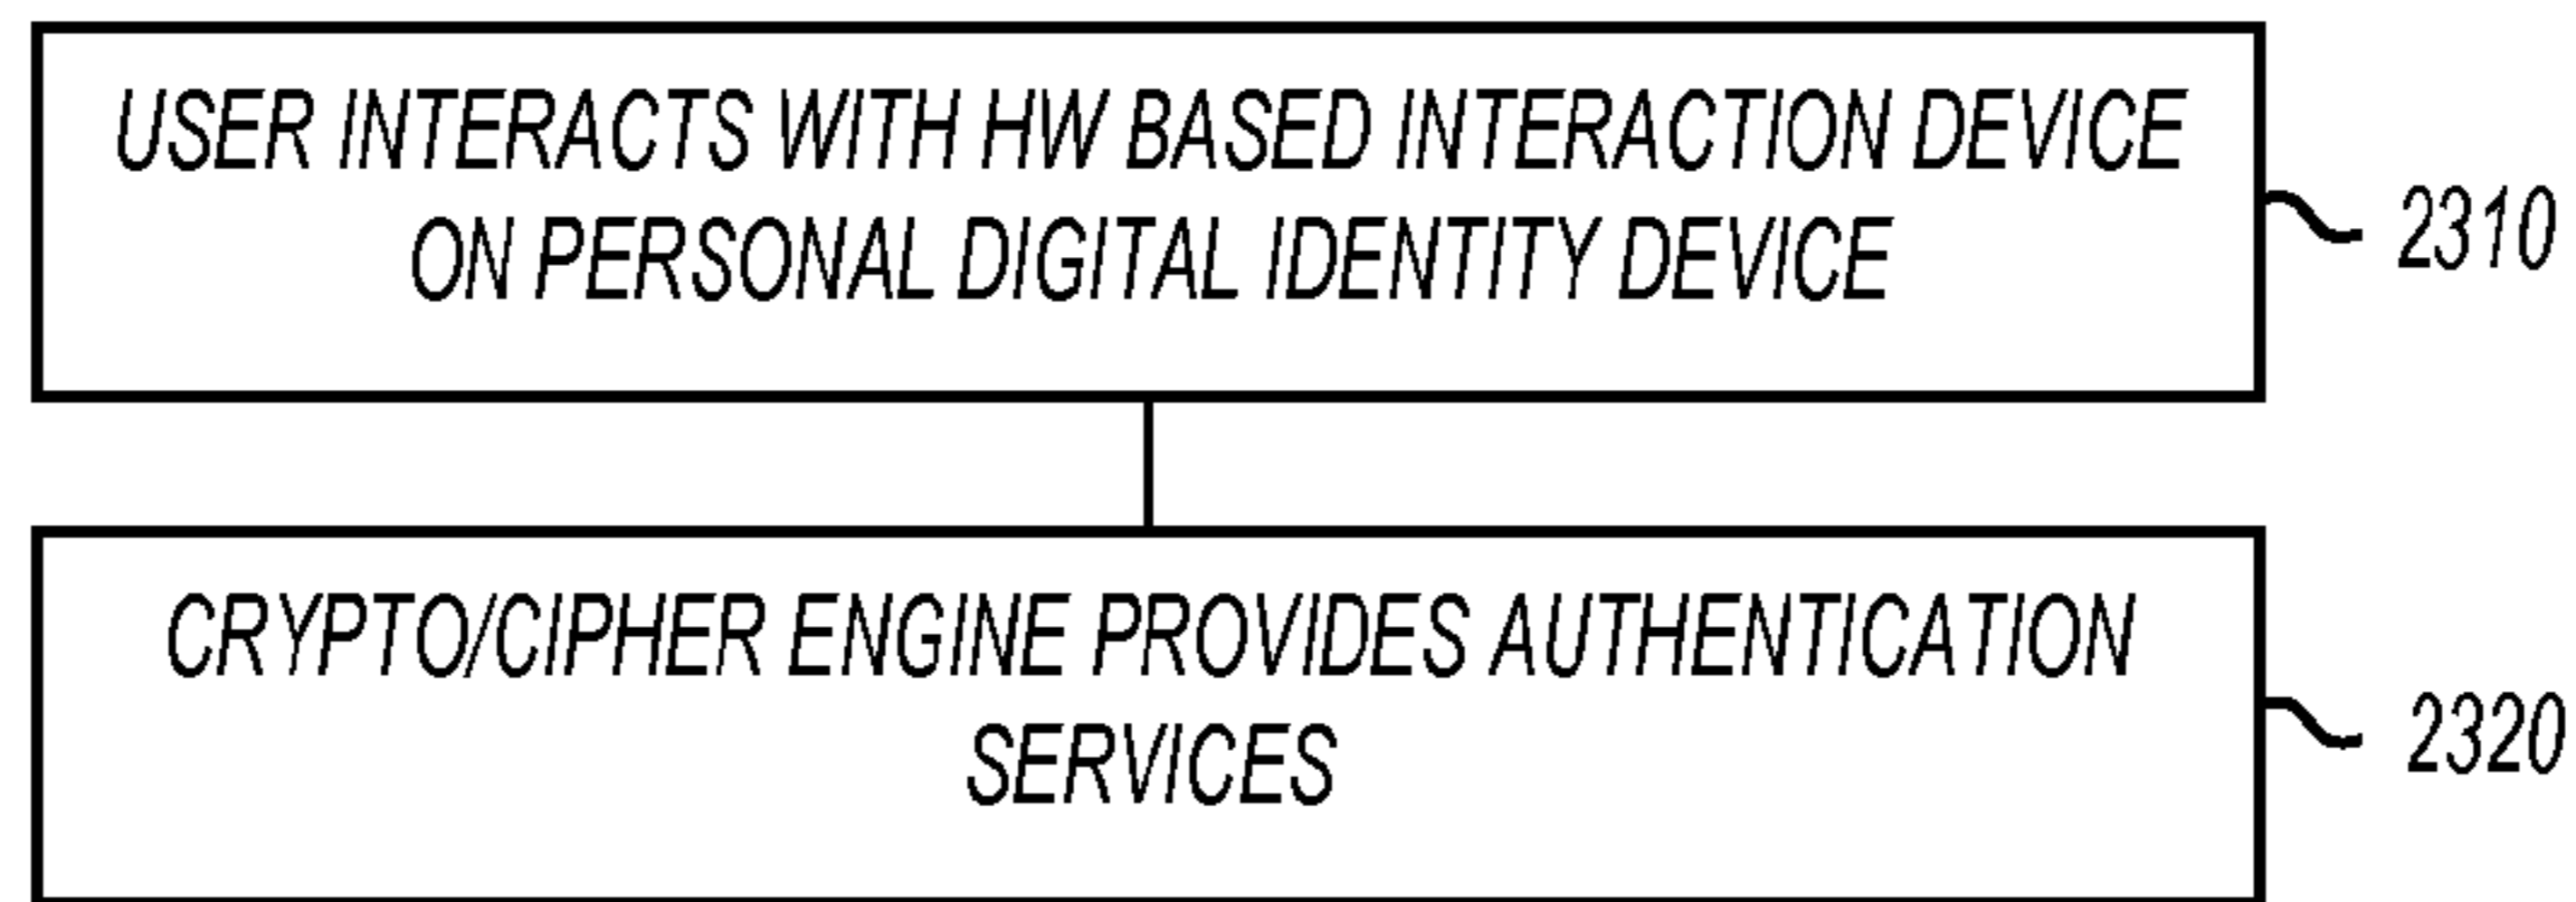 USER INTERACTS WITH HW BASED INTERACTION DEVICE
ON PERSONAL DIGITAL IDENTITY DEVICE
2310
CRYPTO/CIPHER ENGINE PROVIDES AUTHENTICATION
SERVICES
2320